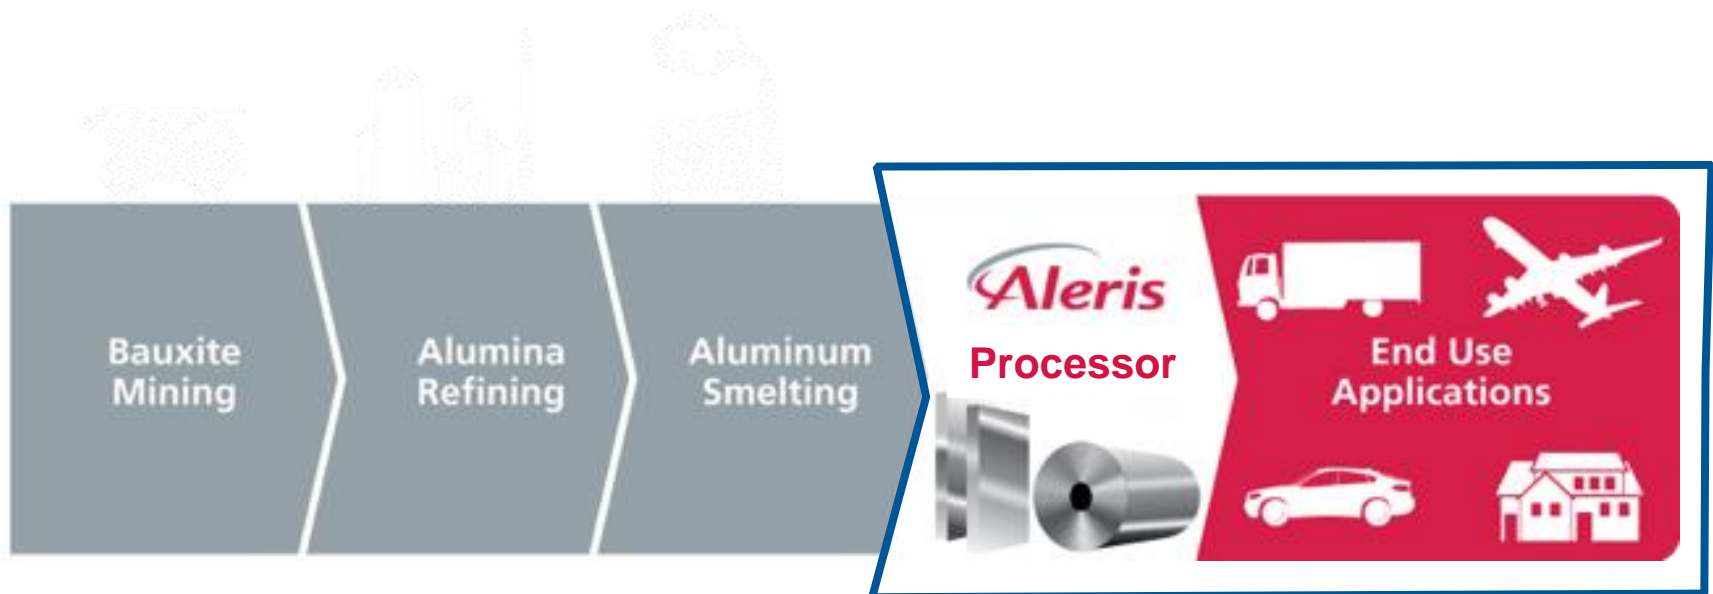 Bauxite
Mining
Alumina
Refining
Aluminum
Smelting
Aleris
Processor
End Use
Applications